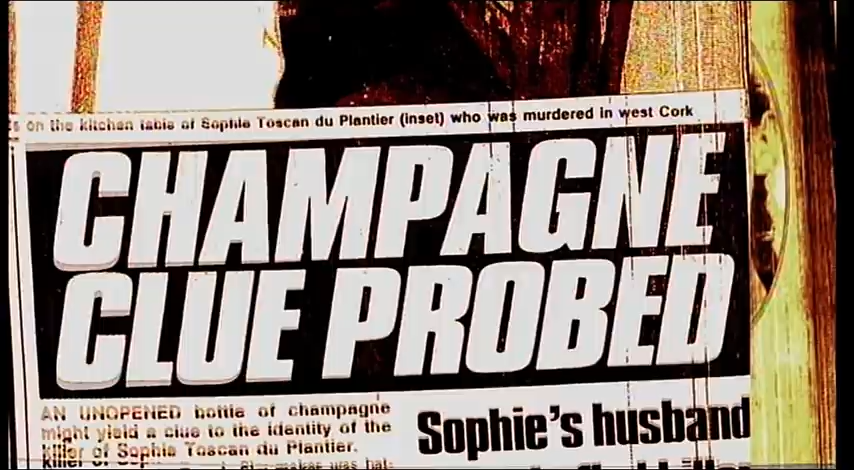 on the kitchen table of Sophie Toscan du Plantier (inset) who was murdered in west Cork
CHAMPAGNE
CLUE PROBED
AN UNOPENED bottle of champagne
might yield a clue to the identity of the
killer of Sophie Toscan du Plantier.
Sophie's husband